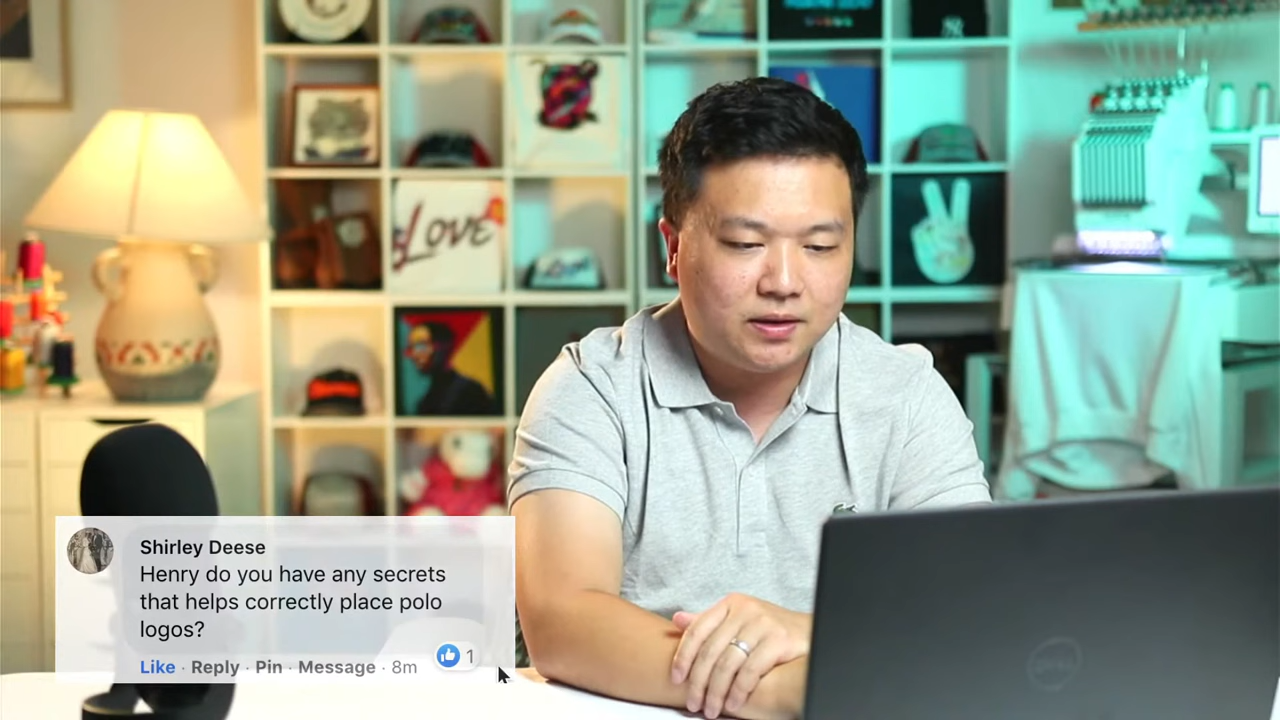 LOVE
Shirley Deese
Henry do you have any secrets
that helps correctly place polo
logos?
Like · Reply · Pin · Message · 8m
1
DELL